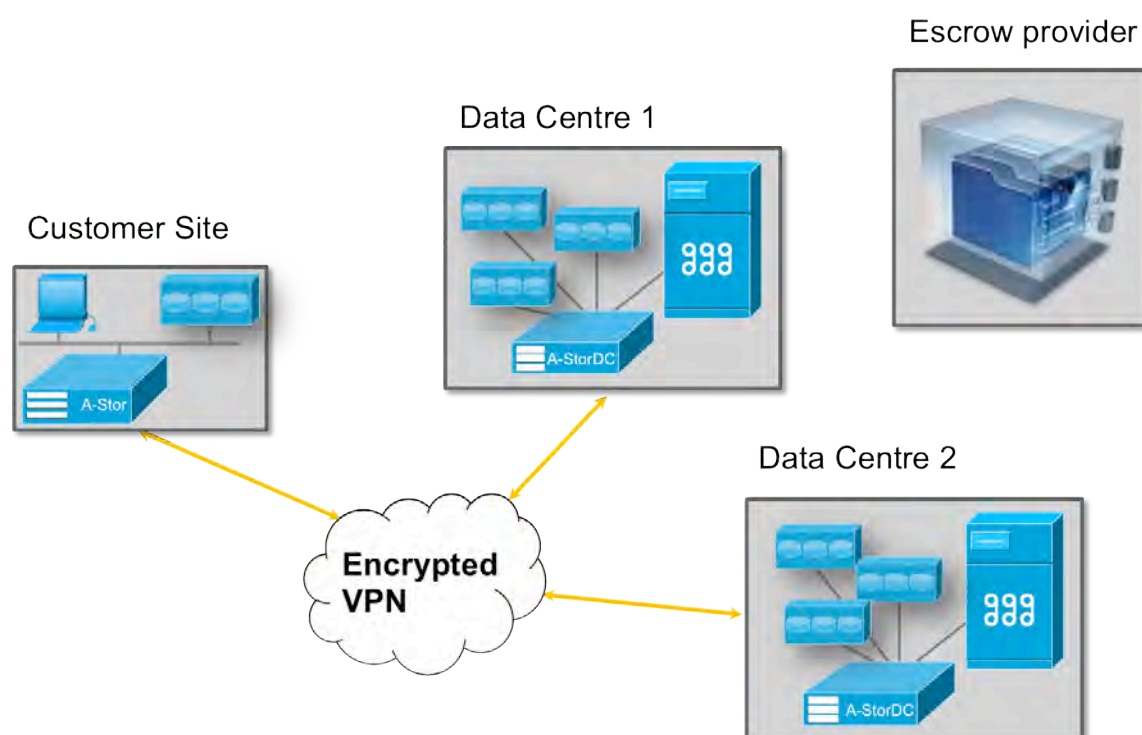 Escrow provider
Data Centre 1
Customer Site
A-StorDC
A-Stor
Data Centre 2
Encrypted
VPN
A-StorDC